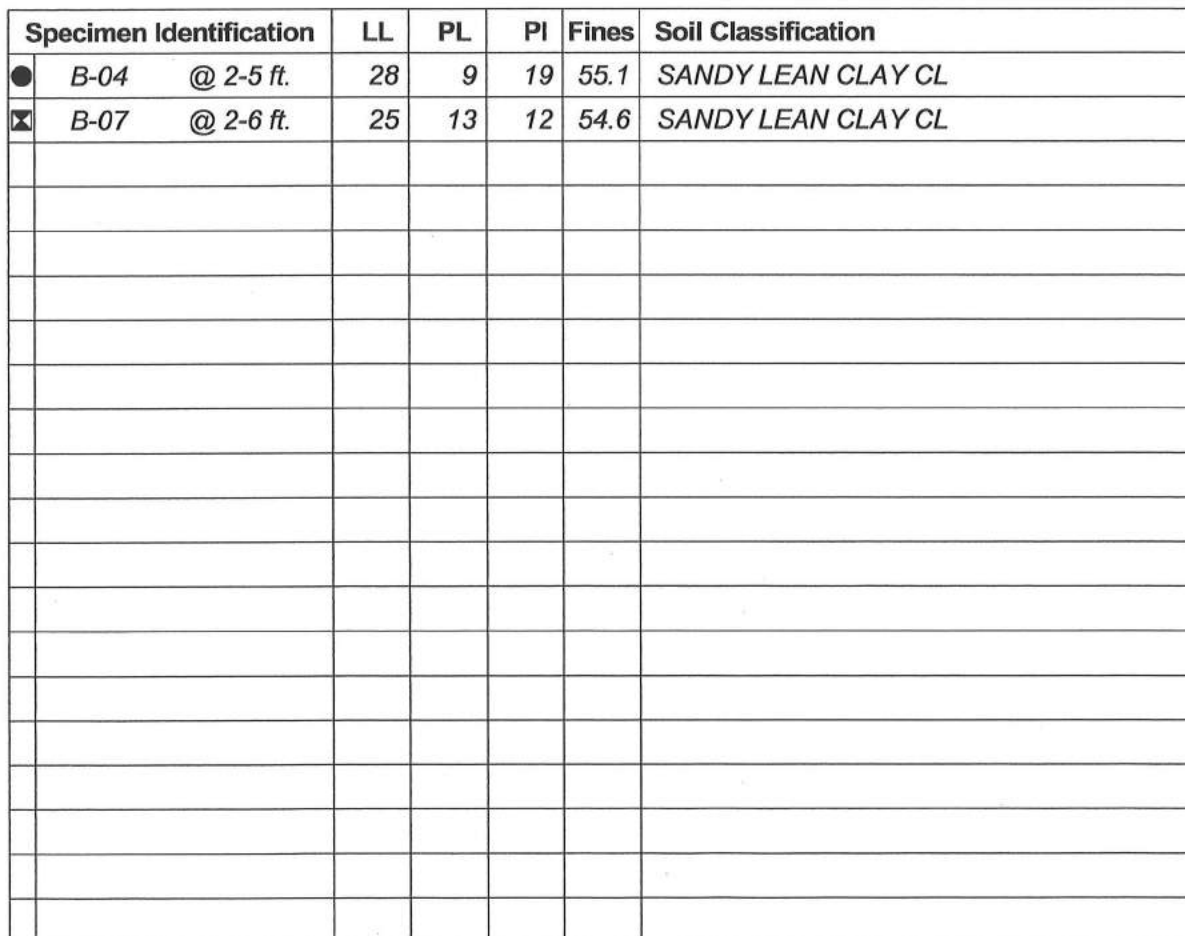 Specimen Identification LL PL PI Fines Soil Classification
B-04 @ 2-5 ft. 28 9 19 55.1 SANDY LEAN CLAY CL
B-07 @ 2-6 ft. 25 13 12 54.6 SANDY LEAN CLAY CL